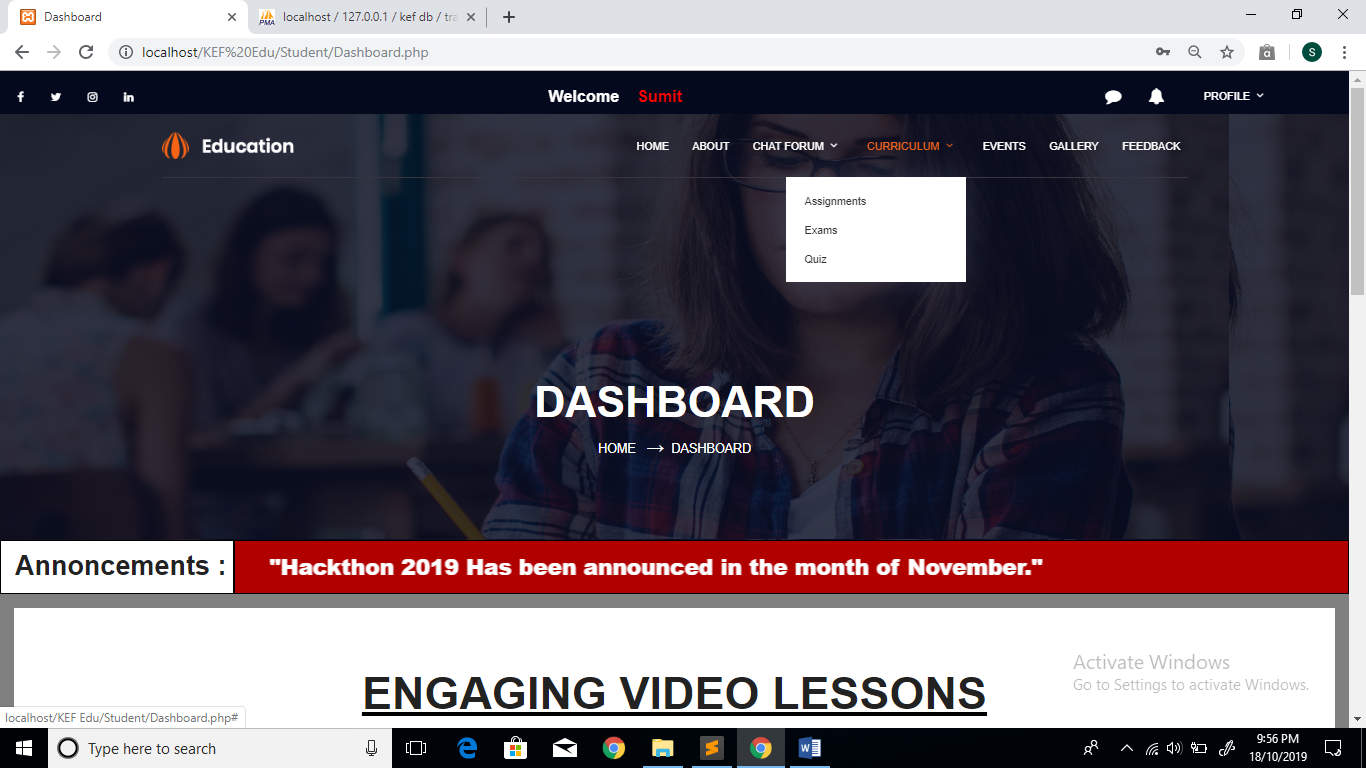 Dashboard
localhost / 127.0.0.1 / kef db / tra
localhost/KEF%20Edu/Student/Dashboard.php
S
Welcome Sumit
PROFILE
Education
HOME ABOUT CHAT FORUM CURRICULUM EVENTS GALLERY FEEDBACK
Assignments
Exams
Quiz
DASHBOARD
HOME → DASHBOARD
Annoncements : "Hackthon 2019 Has been announced in the month of November."
ENGAGING VIDEO LESSONS
Activate Windows
Go to Settings to activate Windows.
localhost/KEF Edu/Student/Dashboard.php#
Type here to search
9:56 PM
18/10/2019